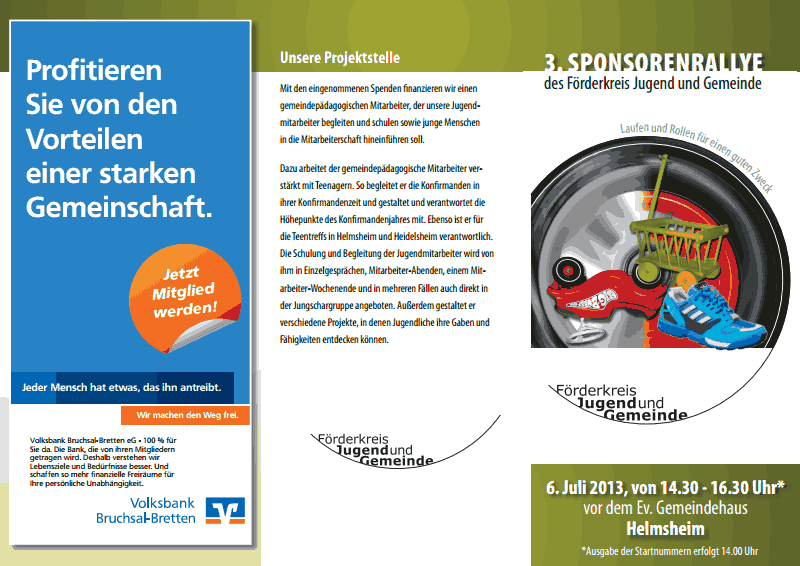 Profitieren
Sie von den
Vorteilen
einer starken
Gemeinschaft.
Jetzt
Mitglied
werden!
Jeder Mensch hat etwas, das ihn antreibt.
Wir machen den Weg frei.
Volksbank Bruchsal-Bretten eG • 100 % für
Sie da. Die Bank, die von ihren Mitgliedern
getragen wird. Deshalb verstehen wir
Lebensziele und Bedürfnisse besser. Und
schaffen so mehr finanzielle Freiräume für
Ihre persönliche Unabhängigkeit.
Volksbank
Bruchsal-Bretten
Unsere Projektstelle
Mit den eingenommenen Spenden finanzieren wir einen
gemeindepädagogischen Mitarbeiter, der unsere Jugend-
mitarbeiter begleiten und schulen sowie junge Menschen
in die Mitarbeiterschaft hineinführen soll.
Dazu arbeitet der gemeindepädagogische Mitarbeiter ver-
stärkt mit Teenagern. So begleitet er die Konfirmanden in
ihrer Konfirmandenzeit und gestaltet und verantwortet die
Höhepunkte des Konfirmandenjahres mit. Ebenso ist er für
die Teentreffs in Helmsheim und Heidelsheim verantwortlich.
Die Schulung und Begleitung der Jugendmitarbeiter wird von
ihm in Einzelgesprächen, Mitarbeiter-Abenden, einem Mit-
arbeiter-Wochenende und in mehreren Fällen auch direkt in
der Jungschargruppe angeboten. Außerdem gestaltet er
verschiedene Projekte, in denen Jugendliche ihre Gaben und
Fähigkeiten entdecken können.
Förderkreis
Jugend und
Gemeinde
3. SPONSORENRALLYE
des Förderkreis Jugend und Gemeinde
Laufen und Rollen für einen guten Zweck
Förderkreis
Jugend und
Gemeinde
6. Juli 2013, von 14.30 - 16.30 Uhr*
vor dem Ev. Gemeindehaus
Helmsheim
*Ausgabe der Startnummern erfolgt 14.00 Uhr